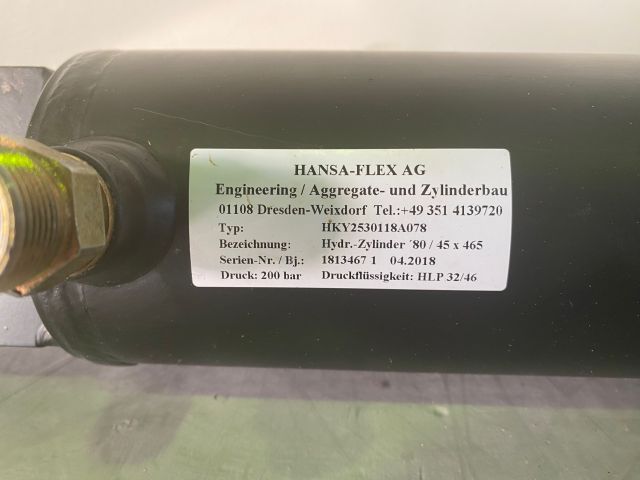 HANSA-FLEX AG
Engineering / Aggregate- und Zylinderbau
01108 Dresden-Weixdorf Tel.:+49 351 4139720
Typ: HKY2530118A078
Bezeichnung: Hydr.-Zylinder ´80 / 45 x 465
Serien-Nr. / Bj.: 1813467 1 04.2018
Druck: 200 bar Druckflüssigkeit: HLP 32/46